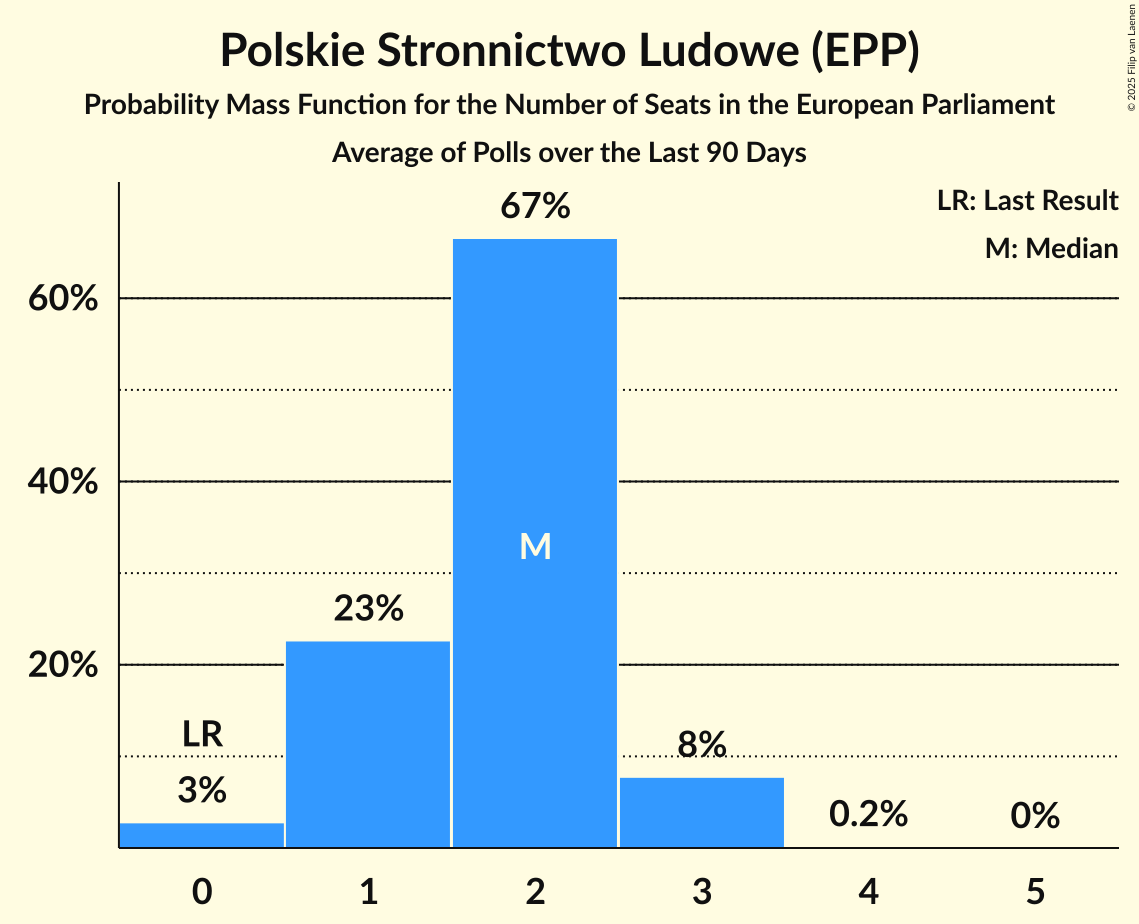 Polskie Stronnictwo Ludowe (EPP)
Probability Mass Function for the Number of Seats in the European Parliament
Average of Polls over the Last 90 Days
© 2025 Filip van Laenen
LR: Last Result
M: Median
67%
60%
40%
M
23%
20%
LR
8%
3%
0.2%
0%
0 1 2 3 4 5